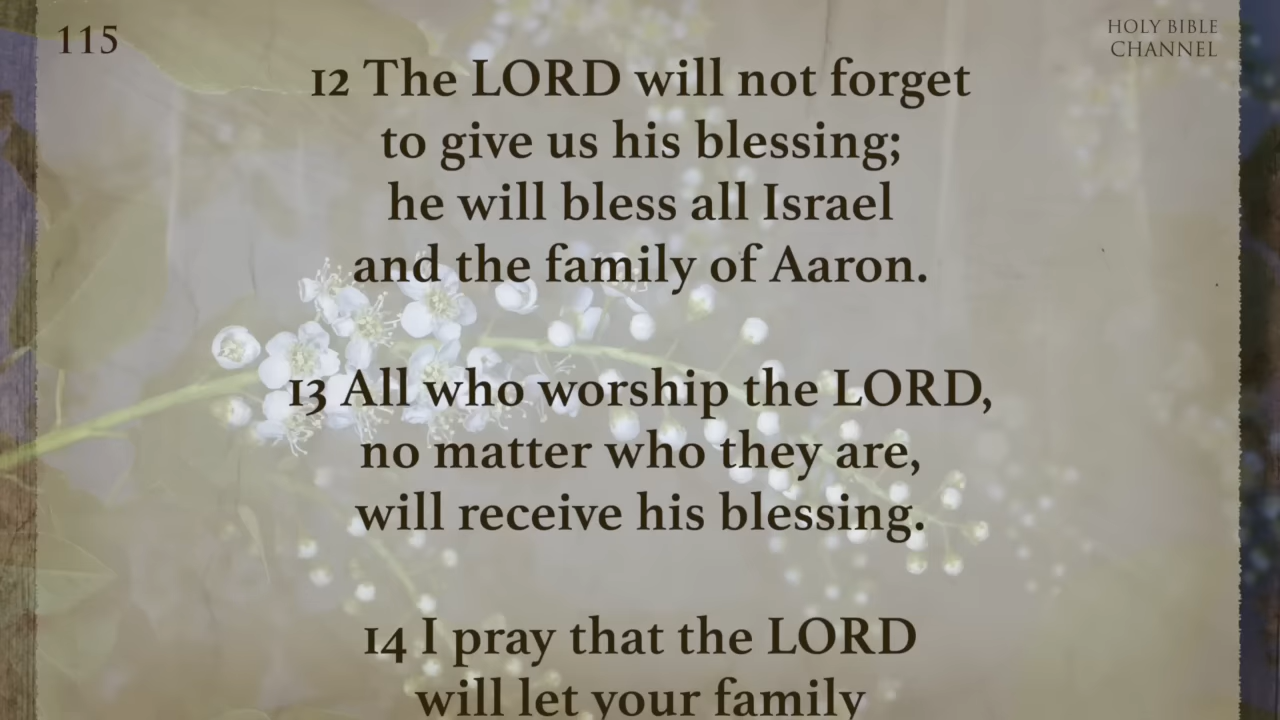 115
HOLY BIBLE
CHANNEL
12 The LORD will not forget
to give us his blessing;
he will bless all Israel
and the family of Aaron.
13 All who worship the LORD,
no matter who they are,
will receive his blessing.
14 I pray that the LORD
will let your family